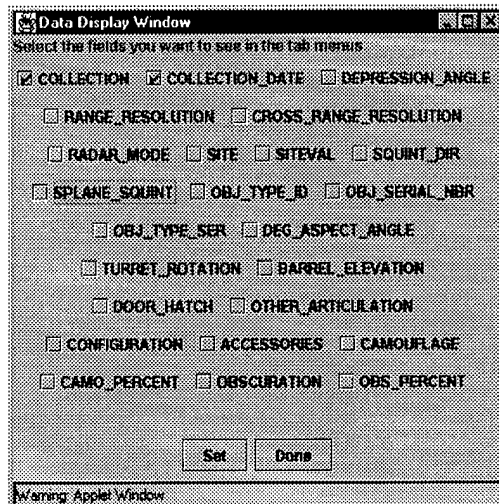 Data Display Window
Select the fields you want to see in the tab menus
COLLECTION COLLECTION_DATE DEPRESSION_ANGLE
RANGE_RESOLUTION CROSS_RANGE_RESOLUTION
RADAR_MODE SITE SITEVAL SQUINT_DIR
SPLANE_SQUINT OBJ_TYPE_ID OBJ_SERIAL_NBR
OBJ_TYPE_SER DEG_ASPECT_ANGLE
TURRET_ROTATION BARREL_ELEVATION
DOOR_HATCH OTHER_ARTICULATION
CONFIGURATION ACCESSORIES CAMOUFLAGE
CAMO_PERCENT OBSCURATION OBS_PERCENT
Set Done
Warning: Applet Window